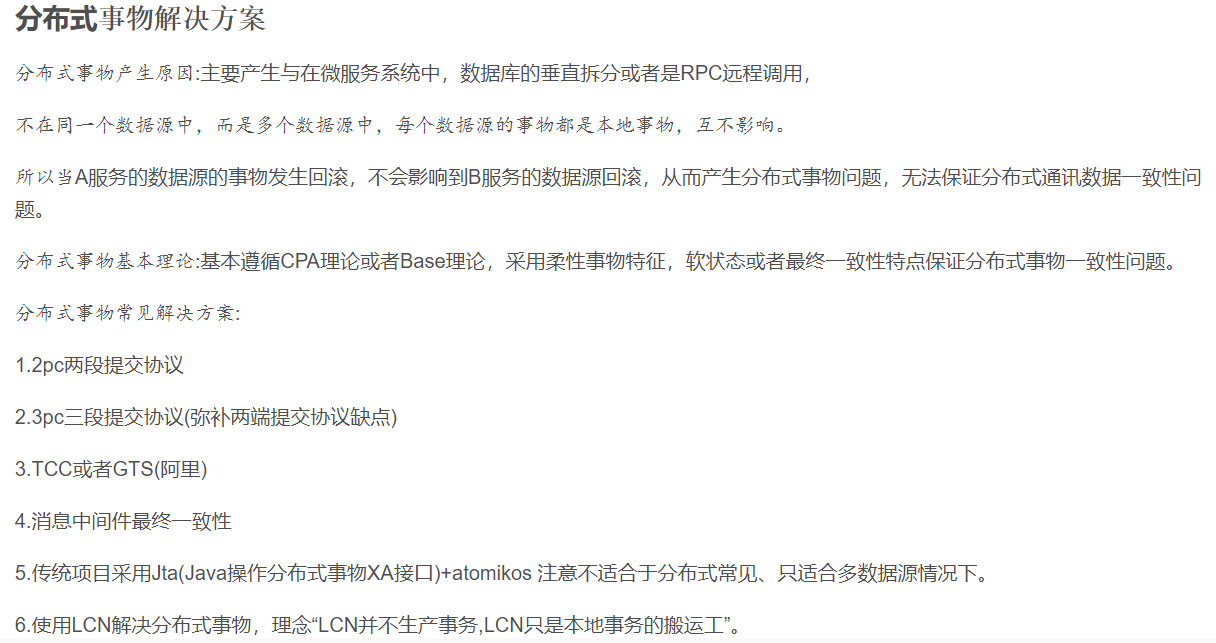 分布式事物解决方案
分布式事物产生原因:主要产生与在微服务系统中，数据库的垂直拆分或者是RPC远程调用，
不在同一个数据源中，而是多个数据源中，每个数据源的事物都是本地事物，互不影响。
所以当A服务的数据源的事物发生回滚，不会影响到B服务的数据源回滚，从而产生分布式事物问题，无法保证分布式通讯数据一致性问
题。
分布式事物基本理论:基本遵循CPA理论或者Base理论，采用柔性事物特征，软状态或者最终一致性特点保证分布式事物一致性问题。
分布式事物常见解决方案:
1.2pc两段提交协议
2.3pc三段提交协议(弥补两端提交协议缺点)
3.TCC或者GTS(阿里)
4.消息中间件最终一致性
5.传统项目采用Jta(Java操作分布式事物XA接口)+atomikos 注意不适合于分布式常见、只适合多数据源情况下。
6.使用LCN解决分布式事物，理念“LCN并不生产事务,LCN只是本地事务的搬运工”。